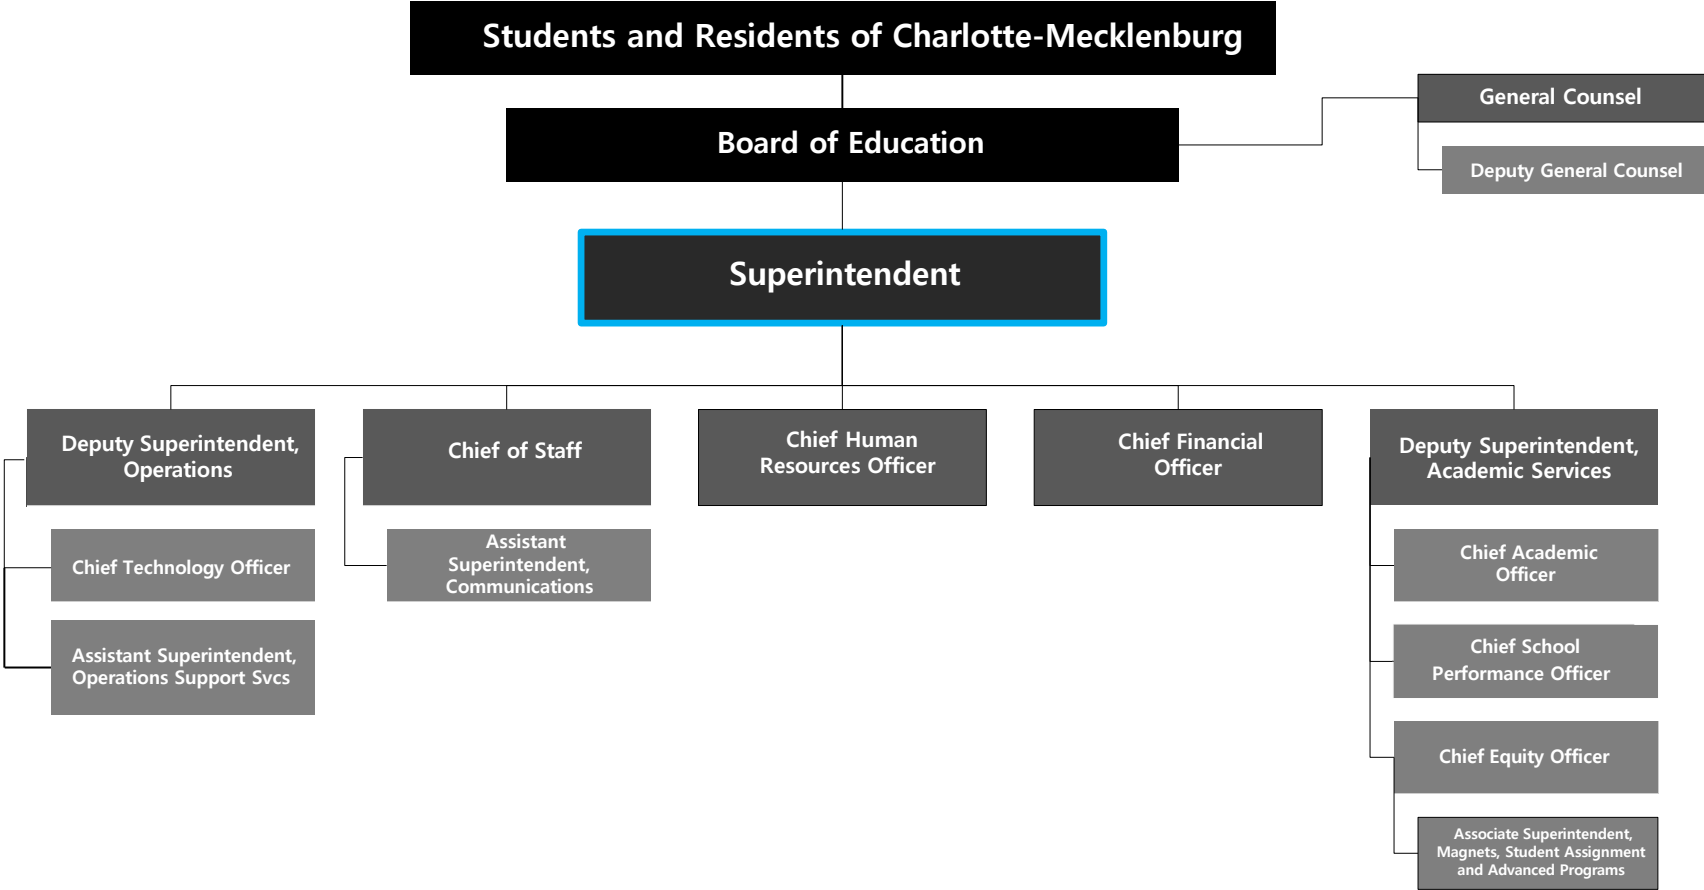 Students and Residents of Charlotte-Mecklenburg
General Counsel
Board of Education
Deputy General Counsel
Superintendent
Deputy Superintendent,
Operations
Chief of Staff
Chief Human
Resources Officer
Chief Financial
Officer
Deputy Superintendent,
Academic Services
Chief Technology Officer
Assistant
Superintendent,
Communications
Chief Academic
Officer
Assistant Superintendent,
Operations Support Svcs
Chief School
Performance Officer
Chief Equity Officer
Associate Superintendent,
Magnets, Student Assignment
and Advanced Programs